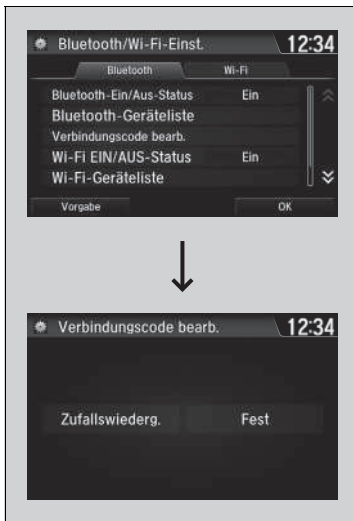 Bluetooth/Wi-Fi-Einst. 12:34
Bluetooth Wi-Fi
Bluetooth-Ein/Aus-Status Ein
Bluetooth-Geräteliste
Verbindungscode bearb.
Wi-Fi EIN/AUS-Status Ein
Wi-Fi-Geräteliste
Vorgabe OK
Verbindungscode bearb. 12:34
Zufallswiederg. Fest